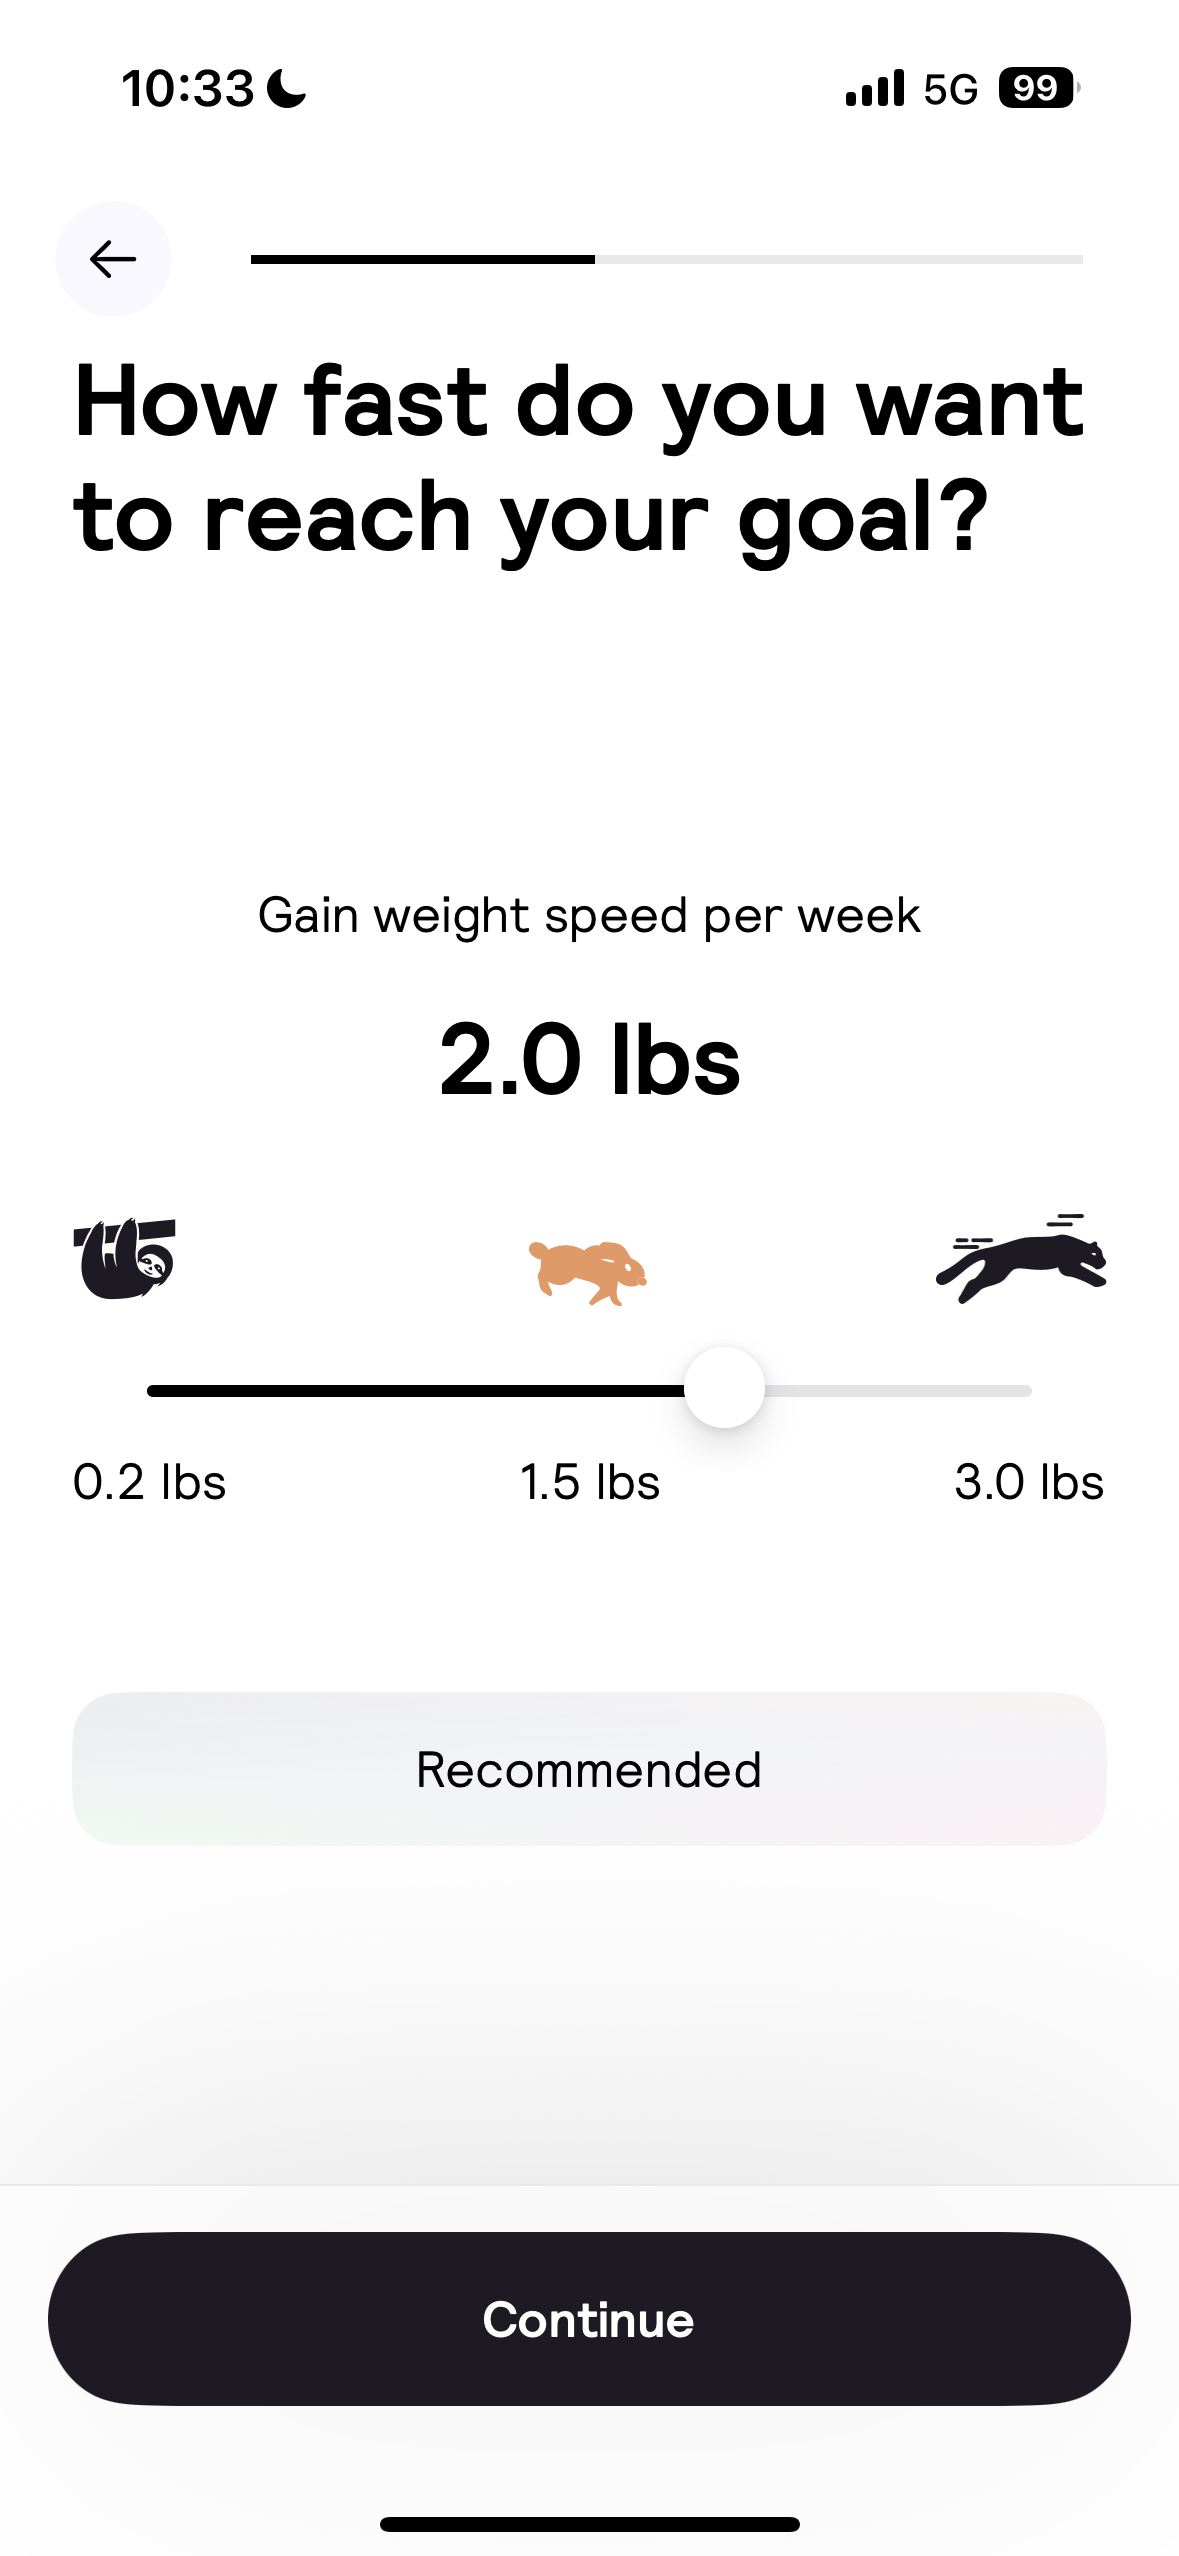 10:33 5G 99
How fast do you want
to reach your goal?
Gain weight speed per week
2.0 lbs
0.2 lbs 1.5 lbs 3.0 lbs
Recommended
Continue